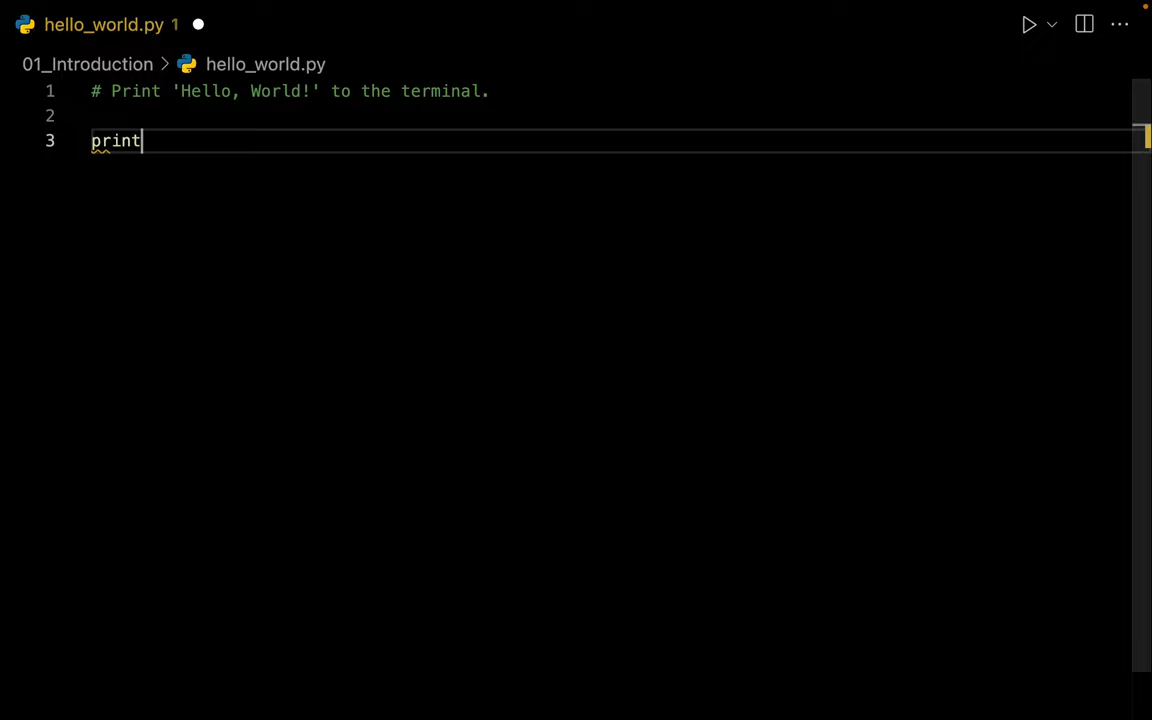 hello_world.py 1
01_Introduction > hello_world.py
1 # Print 'Hello, World!' to the terminal.
2
3 print